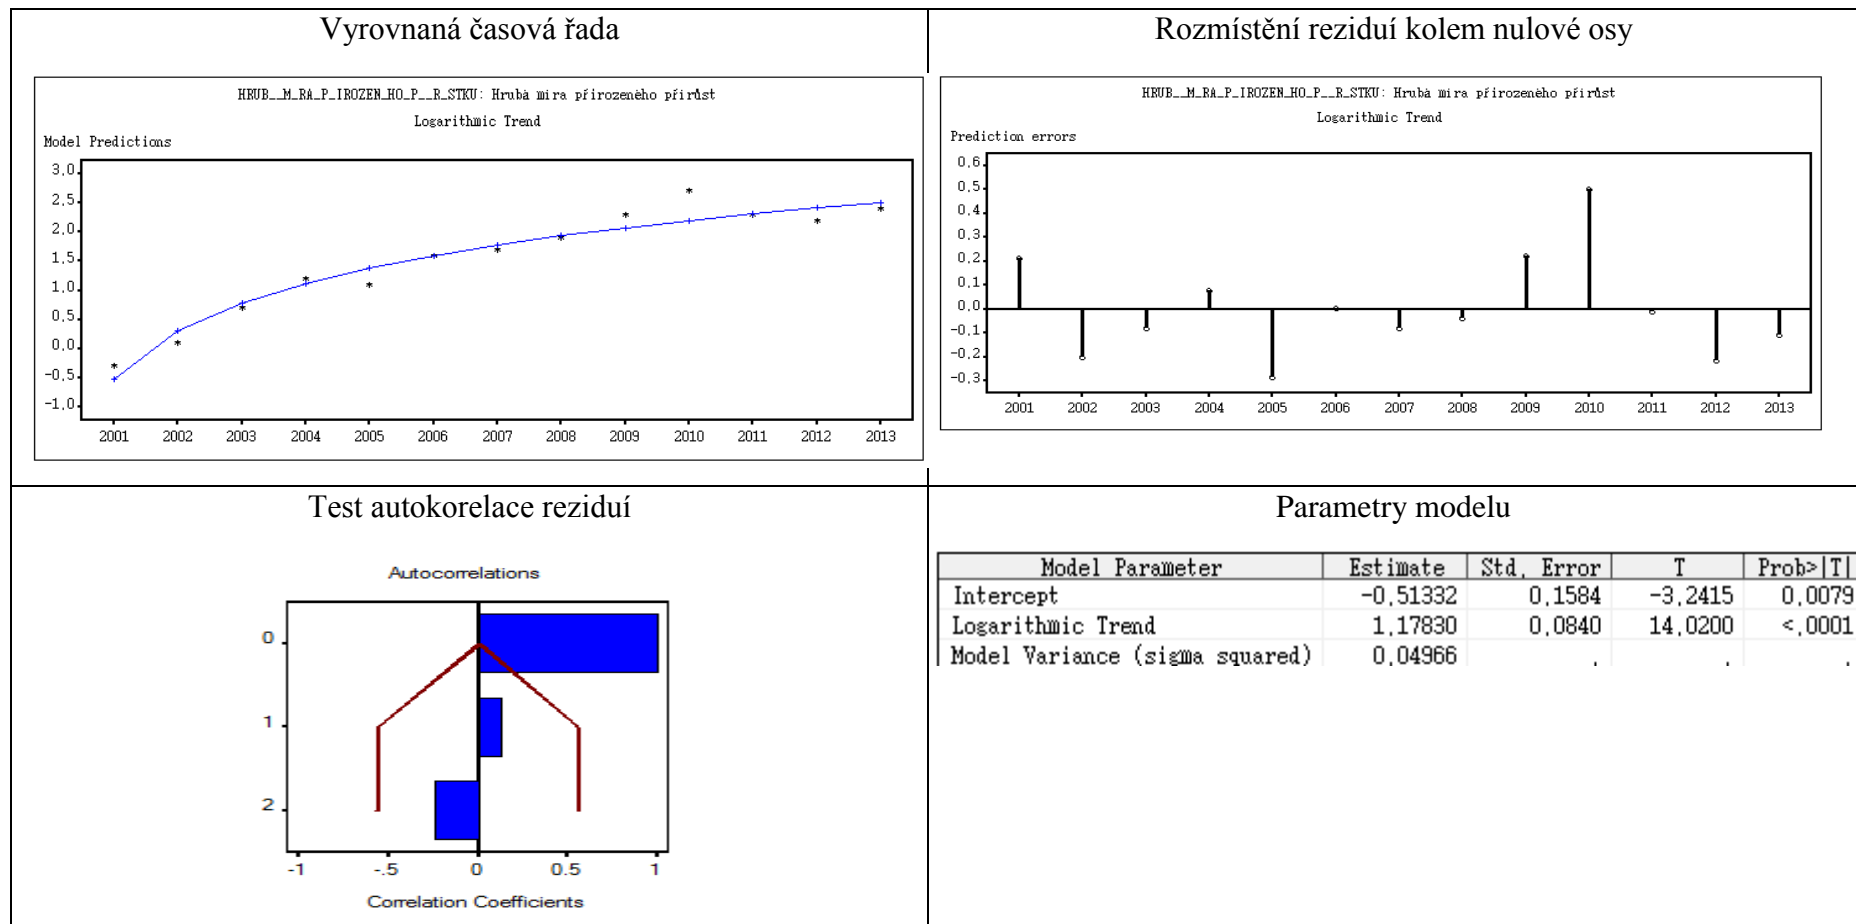 Vyrovnaná časová řada
HRUB__M_RA_P_IROZEN_HO_P__R_STKU: Hrubá míra přirozeného přírůst
Logarithmic Trend
Model Predictions
3.0
2.5
2.0
1.5
1.0
0.5
0.0
-0.5
-1.0
2001 2002 2003 2004 2005 2006 2007 2008 2009 2010 2011 2012 2013
Rozmístění reziduí kolem nulové osy
HRUB__M_RA_P_IROZEN_HO_P__R_STKU: Hrubá míra přirozeného přírůst
Logarithmic Trend
Prediction errors
0.6
0.5
0.4
0.3
0.2
0.1
0.0
-0.1
-0.2
-0.3
2001 2002 2003 2004 2005 2006 2007 2008 2009 2010 2011 2012 2013
Test autokorelace reziduí
Autocorrelations
0
1
2
-1 -.5 0 0.5 1
Correlation Coefficients
Parametry modelu
Model Parameter Estimate Std. Error T Prob>|T|
Intercept -0.51332 0.1584 -3.2415 0.0079
Logarithmic Trend 1.17830 0.0840 14.0200 <.0001
Model Variance (sigma squared) 0.04966 . . .